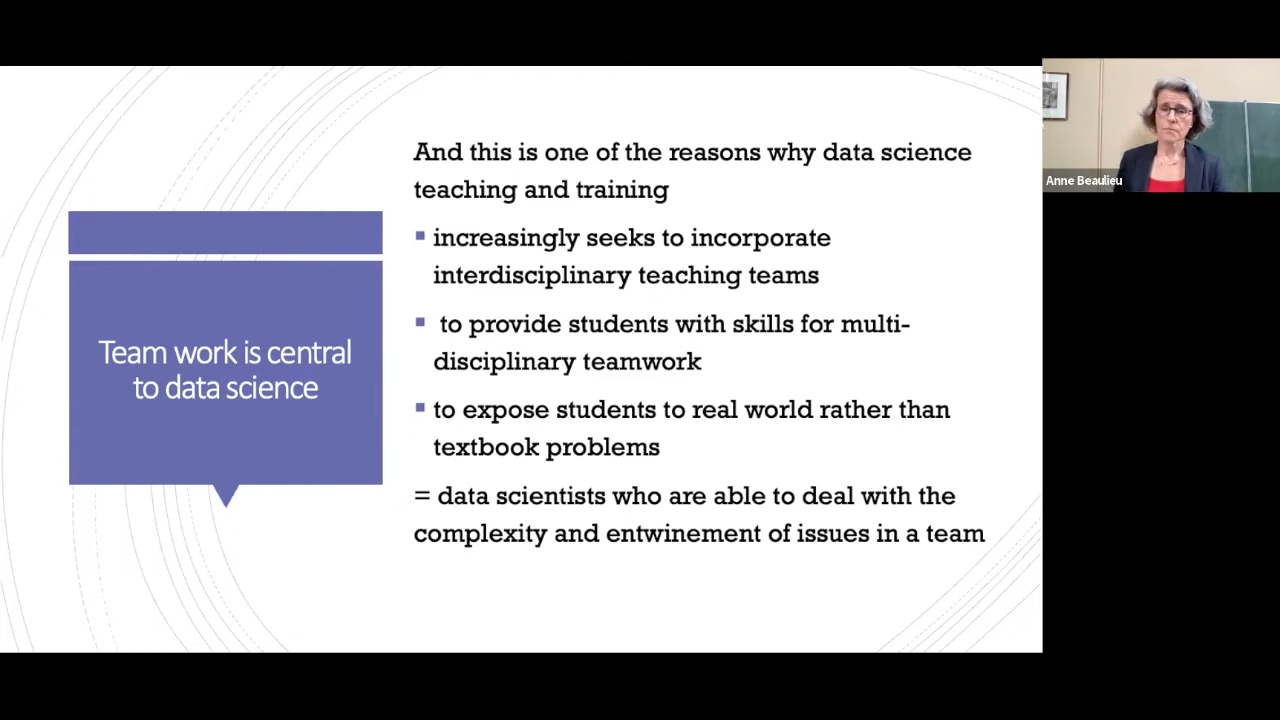 Team work is central
to data science
And this is one of the reasons why data science
teaching and training
▪ increasingly seeks to incorporate
interdisciplinary teaching teams
▪ to provide students with skills for multi-
disciplinary teamwork
▪ to expose students to real world rather than
textbook problems
= data scientists who are able to deal with the
complexity and entwinement of issues in a team
Anne Beaulieu